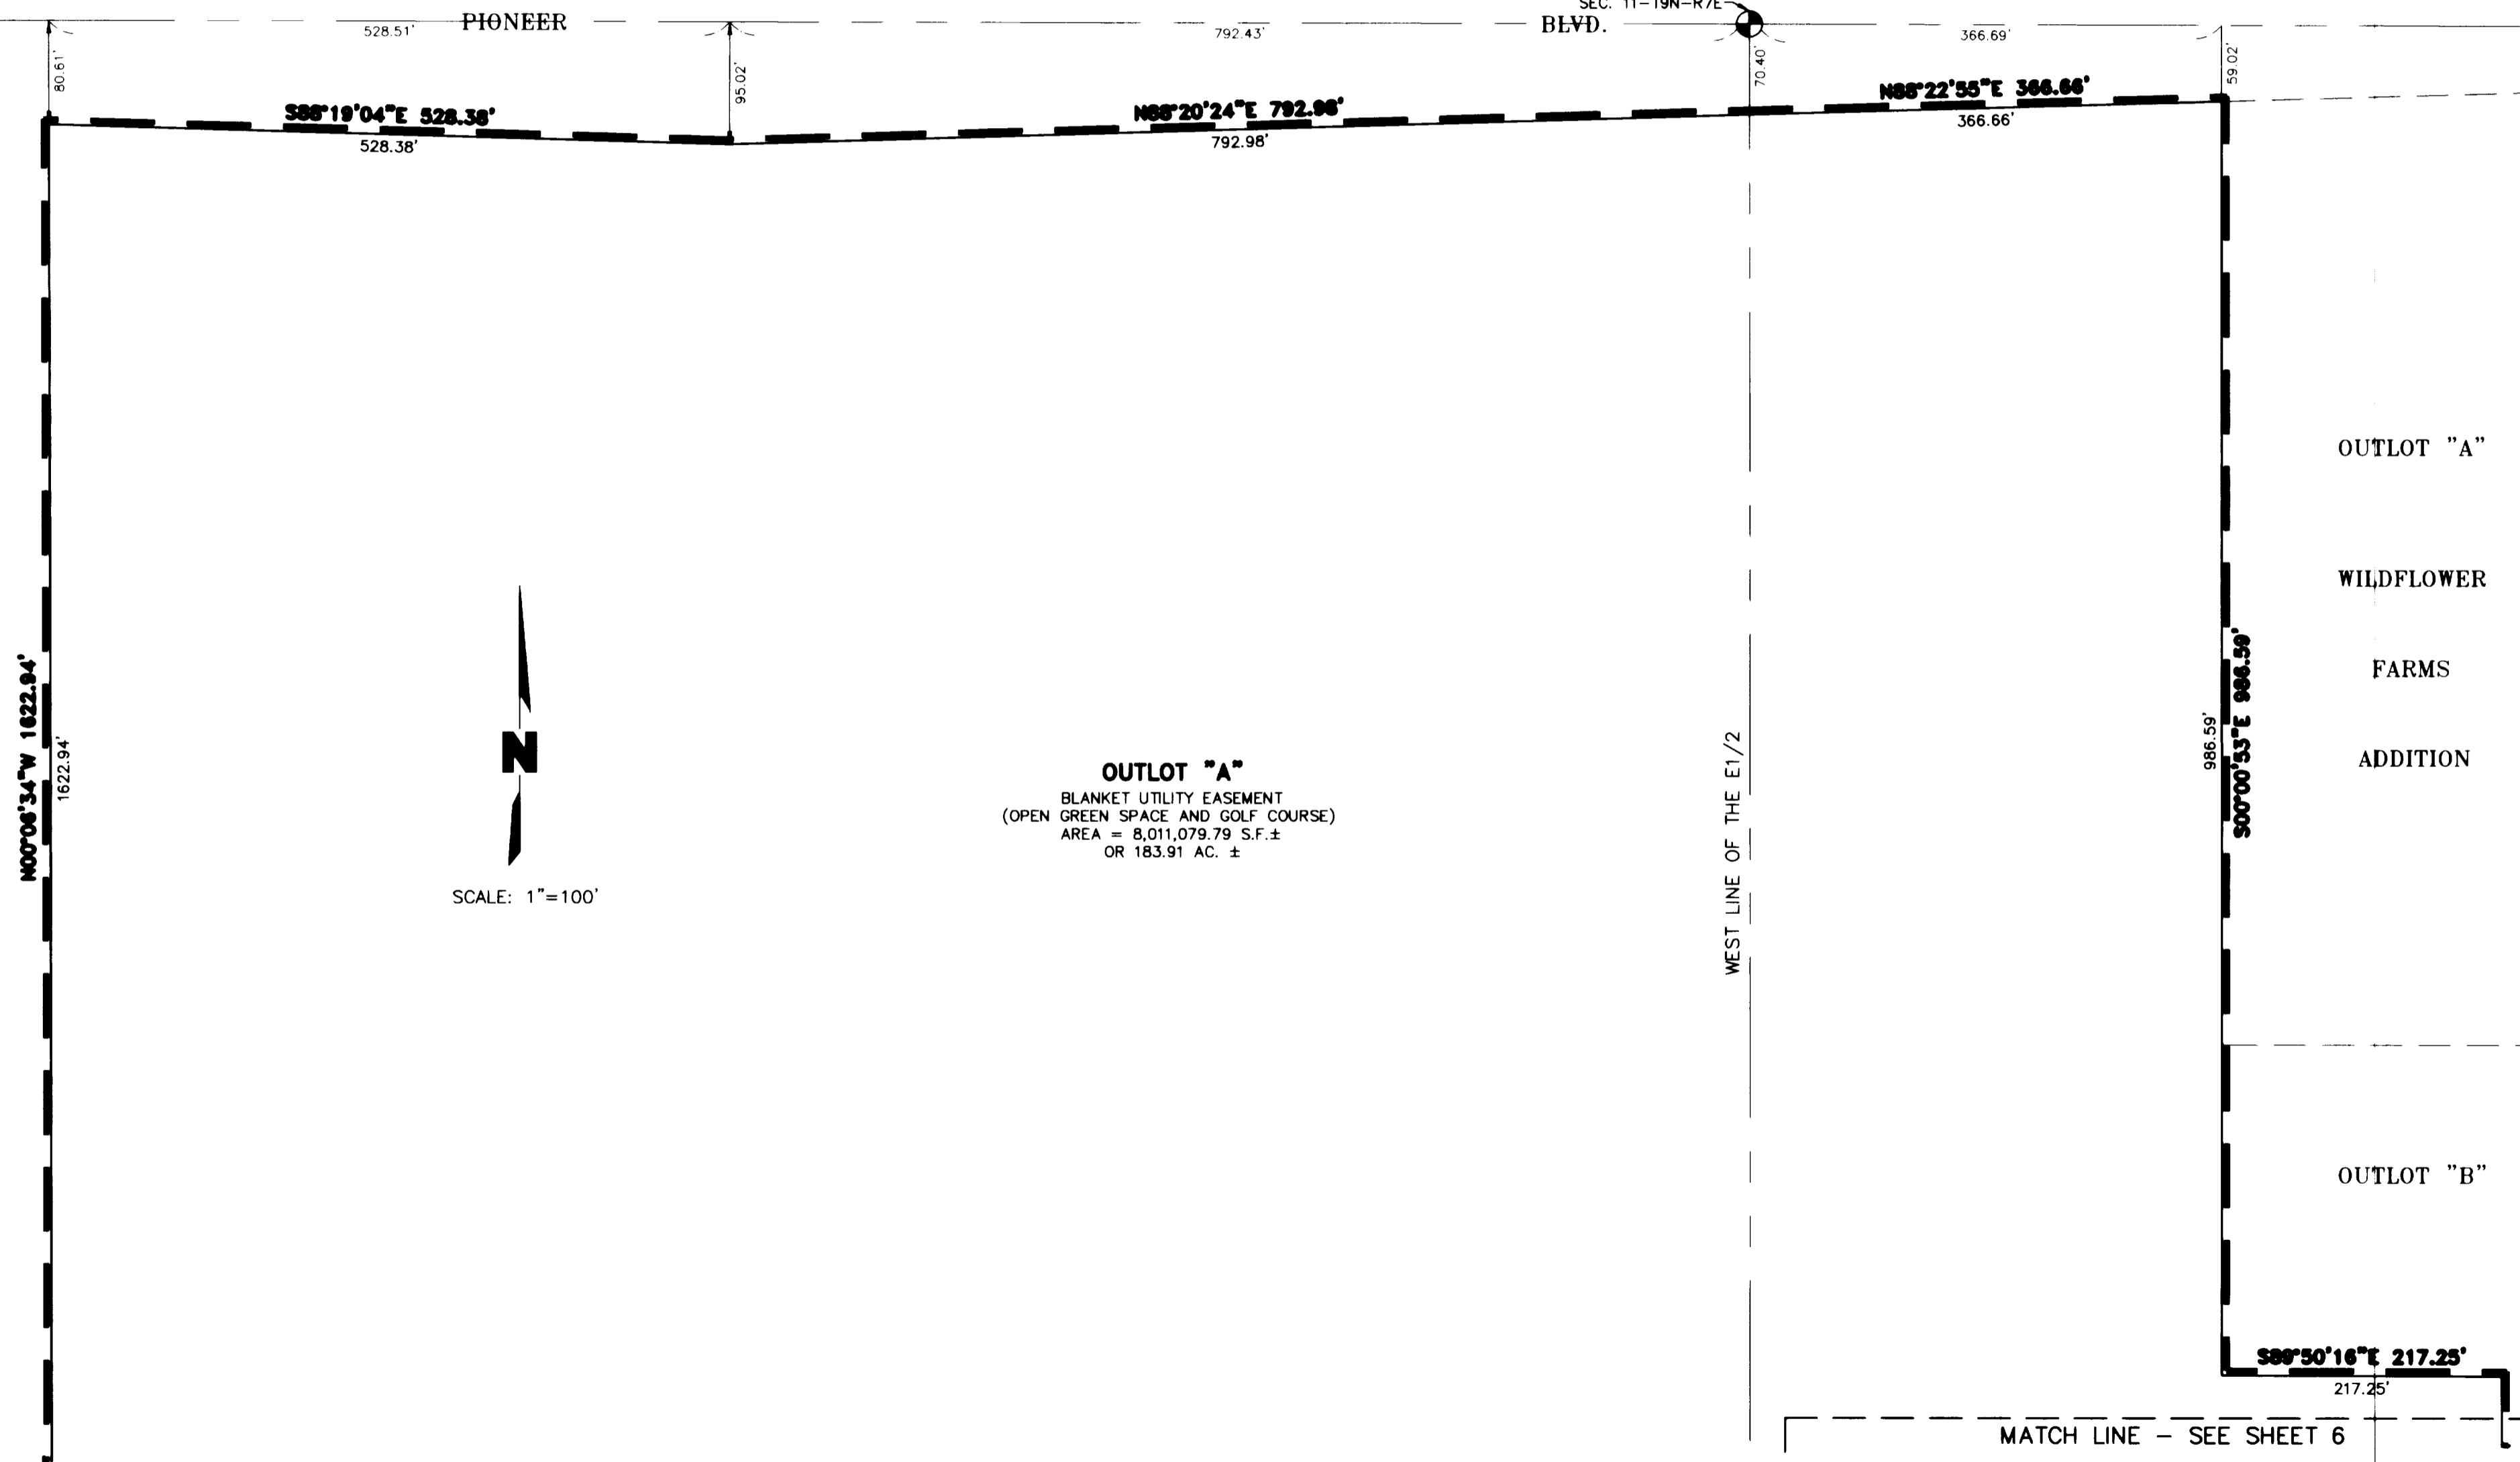 SEC. 11-19N-R7E
PIONEER
BLVD.
528.51'
792.43'
366.69'
80.61'
95.02'
70.40'
59.02'
S88°19'04"E 528.38'
528.38'
N88°20'24"E 792.98'
792.98'
N88°22'55"E 366.66'
366.66'
OUTLOT "A"
WILDFLOWER
FARMS
ADDITION
N00°06'34"W 1622.94'
1622.94'
N
SCALE: 1"=100'
OUTLOT "A"
BLANKET UTILITY EASEMENT
(OPEN GREEN SPACE AND GOLF COURSE)
AREA = 8,011,079.79 S.F.±
OR 183.91 AC. ±
WEST LINE OF THE E1/2
986.59'
S00°00'53"E 986.59'
OUTLOT "B"
S89°50'16"E 217.25'
217.25'
MATCH LINE - SEE SHEET 6